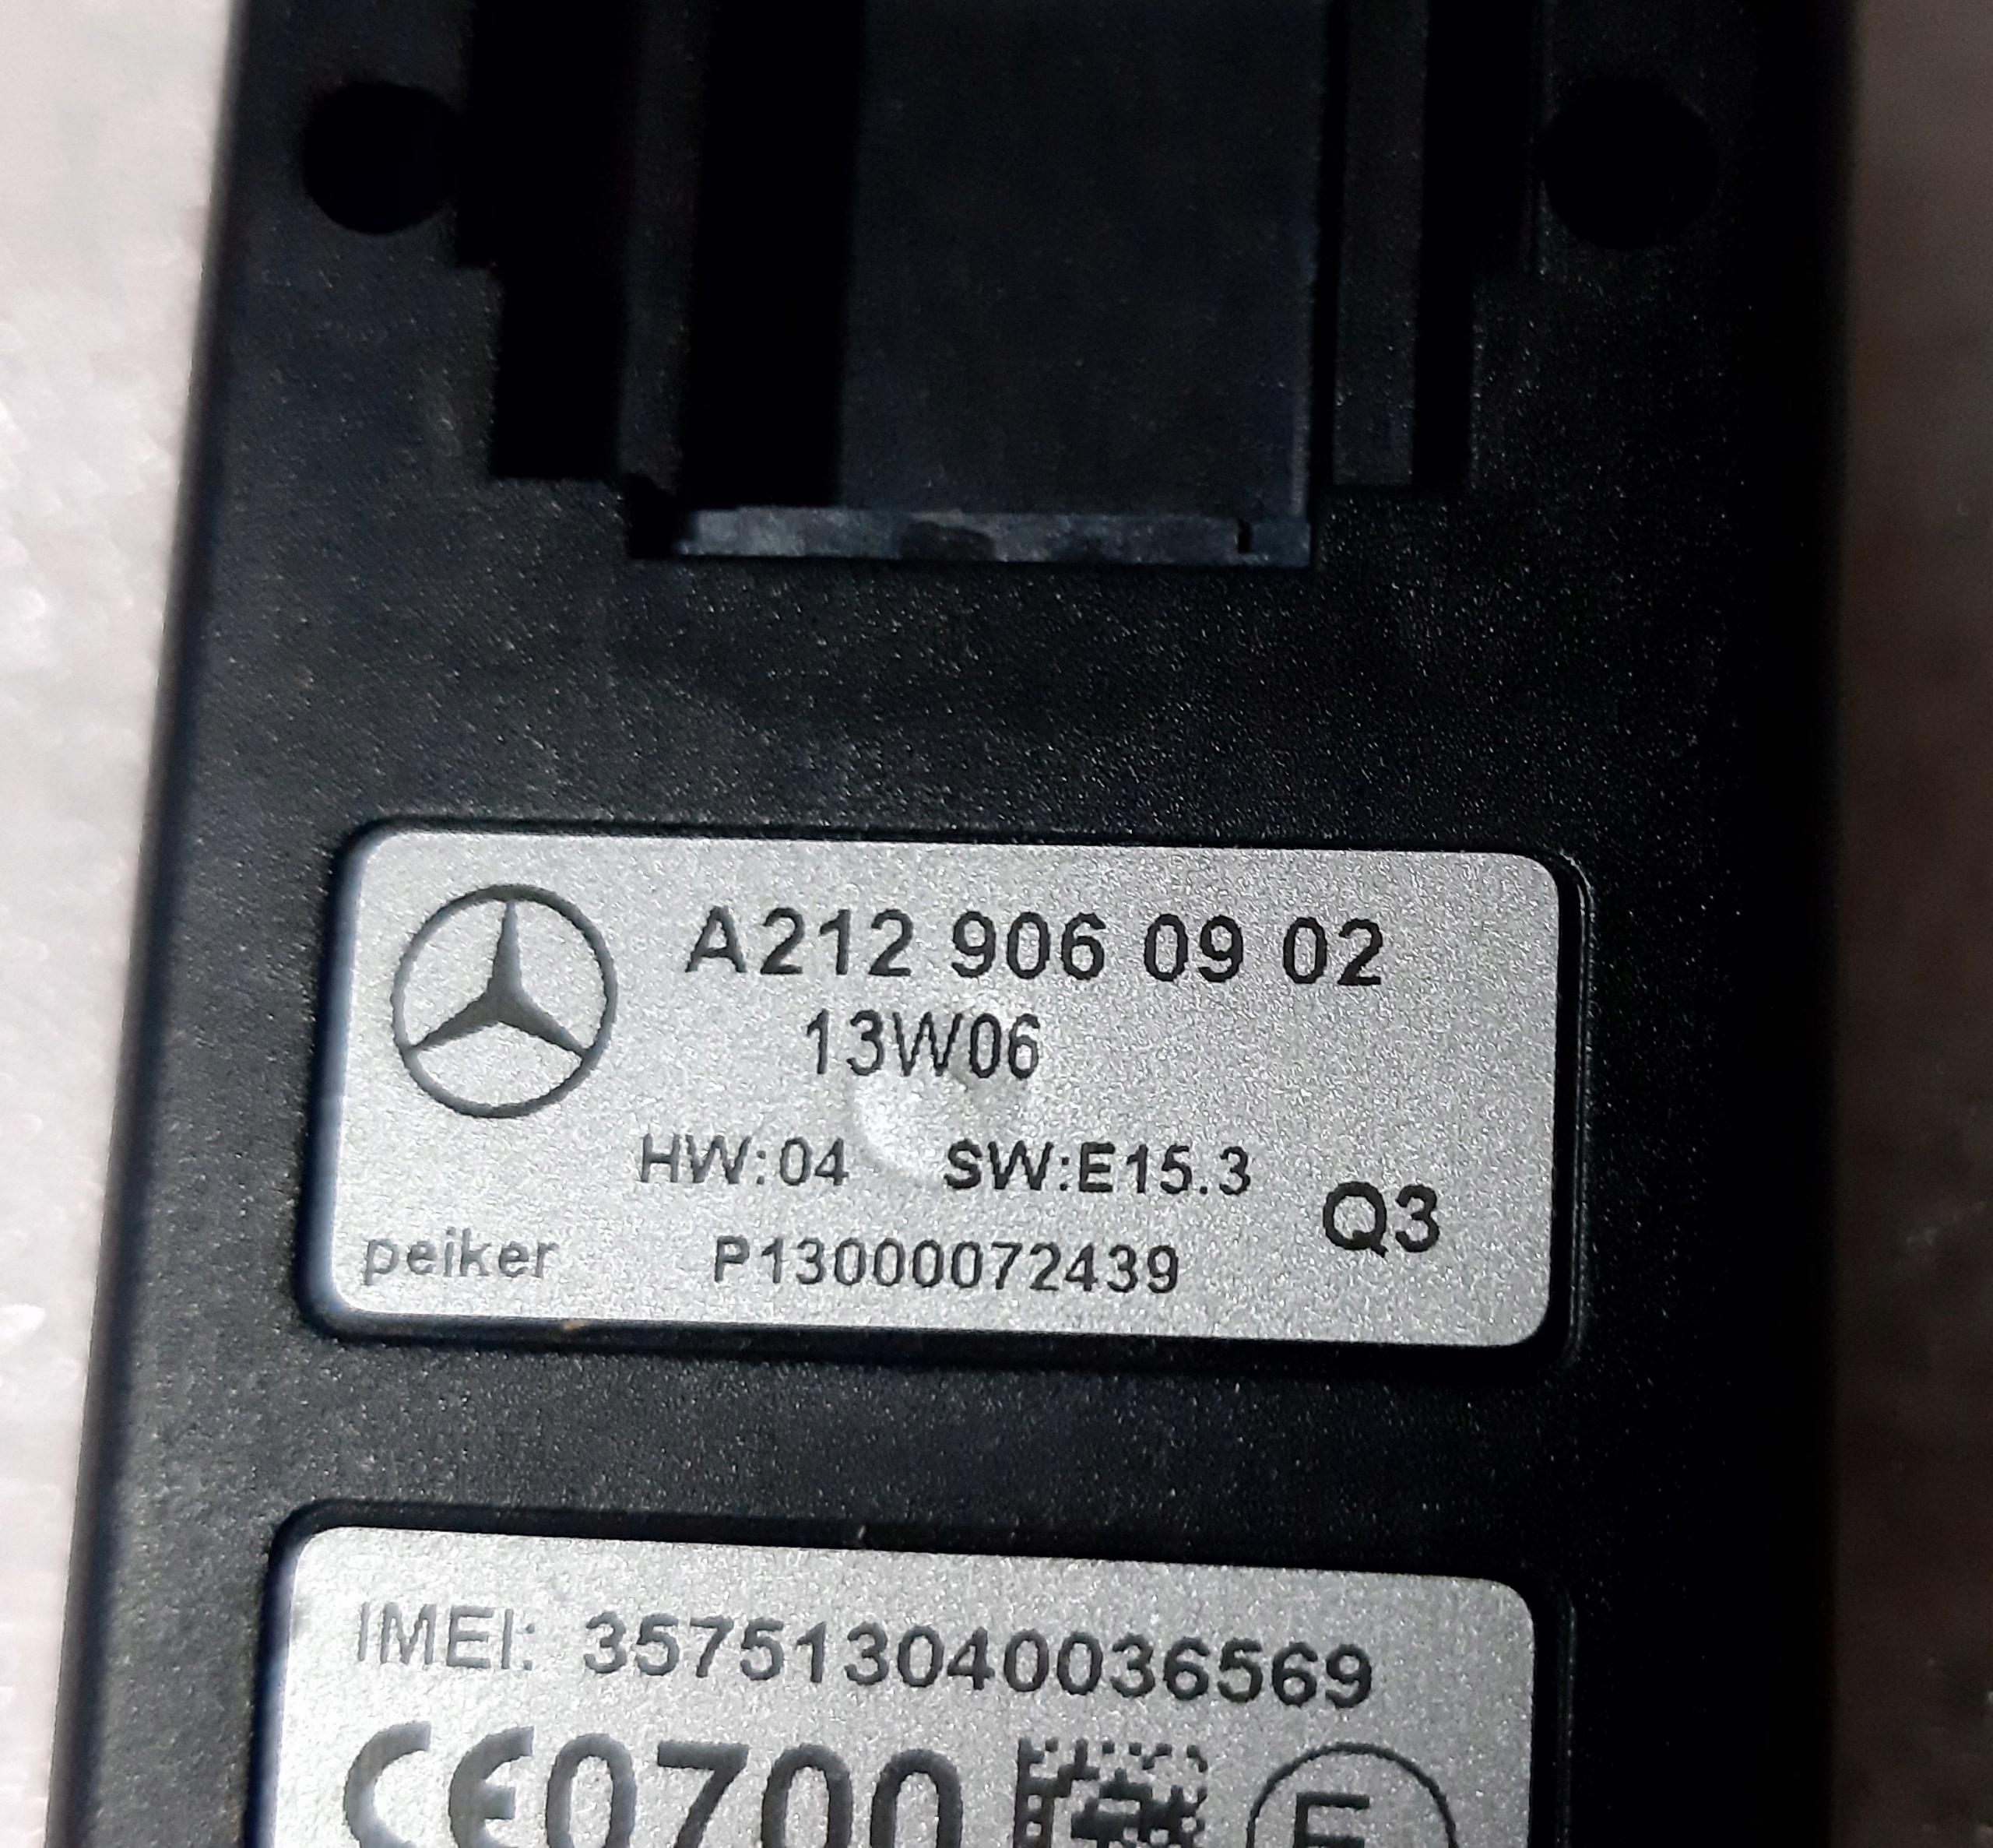 A212 906 09 02
13W06
HW:04 SW:E15.3
Q3
peiker P13000072439
IMEI: 357513040036569
CE0700 E